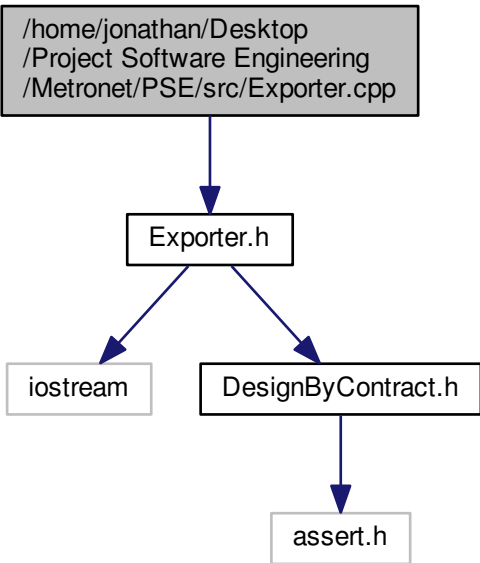 /home/jonathan/Desktop
/Project Software Engineering
/Metronet/PSE/src/Exporter.cpp
Exporter.h
iostream
DesignByContract.h
assert.h